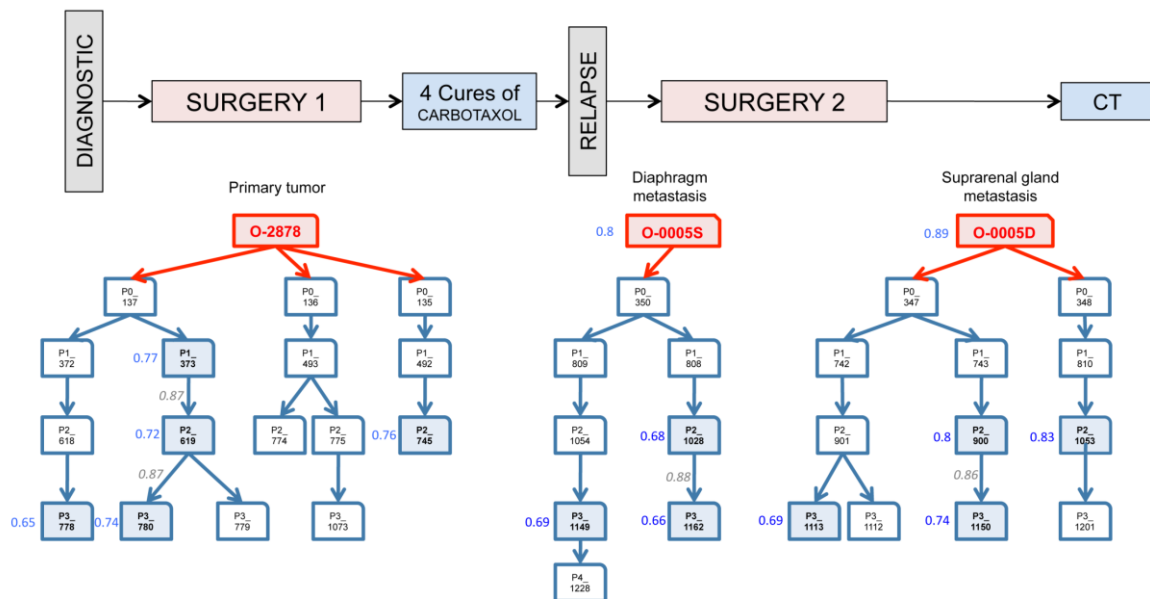 DIAGNOSTIC
SURGERY 1
4 Cures of
CARBOTAXOL
RELAPSE
SURGERY 2
CT
Primary tumor
Diaphragm
metastasis
Suprarenal gland
metastasis
O-2878
0.8
O-0005S
0.89
O-0005D
P0_
137
P0_
136
P0_
135
P0_
350
P0_
347
P0_
348
P1_
372
0.77
P1_
373
P1_
493
P1_
492
P1_
809
P1_
808
P1_
742
P1_
743
P1_
810
0.87
P2_
618
0.72
P2_
619
P2_
774
P2_
775
0.76
P2_
745
P2_
1054
0.68
P2_
1028
P2_
901
0.8
P2_
900
0.83
P2_
1053
0.87
0.88
0.86
0.65
P3_
778
0.74
P3_
780
P3_
779
P3_
1073
0.69
P3_
1149
0.66
P3_
1162
0.69
P3_
1113
P3_
1112
0.74
P3_
1150
P3_
1201
P4_
1228